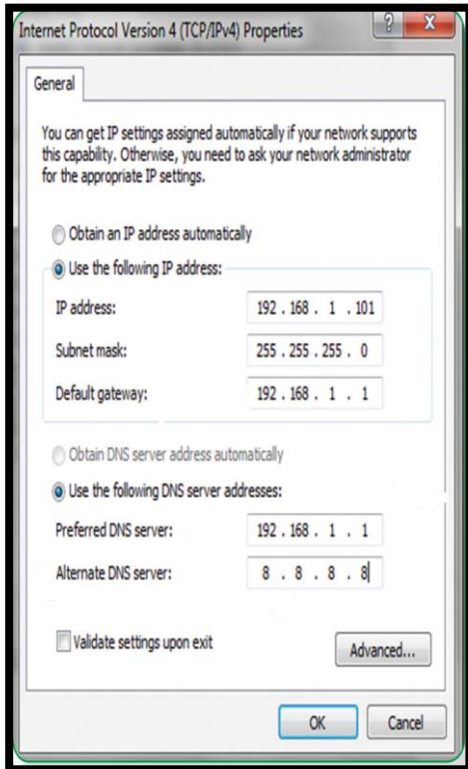 Internet Protocol Version 4 (TCP/IPv4) Properties
? X
General
You can get IP settings assigned automatically if your network supports
this capability. Otherwise, you need to ask your network administrator
for the appropriate IP settings.
Obtain an IP address automatically
Use the following IP address:
IP address: 192 . 168 . 1 . 101
Subnet mask: 255 . 255 . 255 . 0
Default gateway: 192 . 168 . 1 . 1
Obtain DNS server address automatically
Use the following DNS server addresses:
Preferred DNS server: 192 . 168 . 1 . 1
Alternate DNS server: 8 . 8 . 8 . 8
Validate settings upon exit
Advanced...
OK Cancel